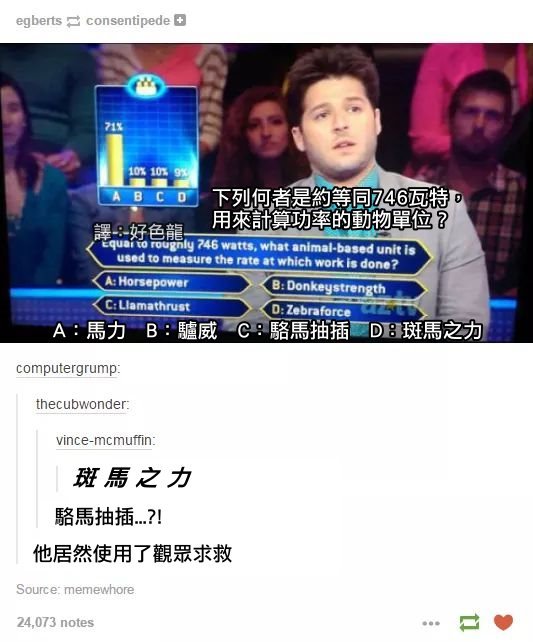 egberts consentipede
71%
10% 10% 9%
A B C D
下列何者是約等同746瓦特，
用來計算功率的動物單位？
譯：好色龍
Equal to roughly 746 watts, what animal-based unit is
used to measure the rate at which work is done?
A: Horsepower
B: Donkeystrength
C: Llamathrust
D: Zebraforce
A：馬力 B：驢威 C：駱馬抽插 D：斑馬之力
computergrump:
thecubwonder:
vince-mcmuffin:
斑馬之力
駱馬抽插...?!
他居然使用了觀眾求救
Source: memewhore
24,073 notes